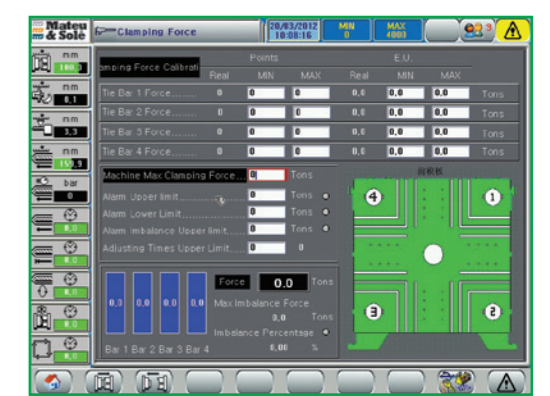 Mateu & Solé
Clamping Force
20/03/2012
10:08:16
MIN
0
MAX
4003
3
mm
mm
0,1
mm
3,3
mm
159,9
bar
0
0,0
0,0
0,0
0,0
0,0
amping Force Calibrati
Points
E.U.
Real MIN MAX Real MIN MAX
Tie Bar 1 Force........ 0 0 0 0,0 0,0 0,0 Tons
Tie Bar 2 Force........ 0 0 0 0,0 0,0 0,0 Tons
Tie Bar 3 Force........ 0 0 0 0,0 0,0 0,0 Tons
Tie Bar 4 Force........ 0 0 0 0,0 0,0 0,0 Tons
Machine Max Clamping Force... 0 Tons
Alarm Upper limit 0 Tons
Alarm Lower Limit 0 Tons
Alarm Imbalance Upper limit 0 Tons
Adjusting Times Upper Limit 0 0
4
1
3
2
Force 0.0 Tons
0,0 0,0 0,0 0,0
Max Imbalance Force
0,0 Tons
Imbalance Percentage
0,00 %
Bar 1 Bar 2 Bar 3 Bar 4